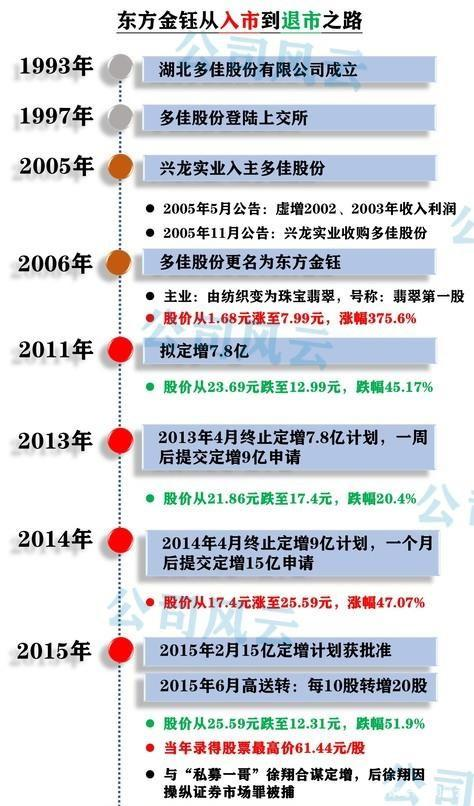 东方金钰从入市到退市之路
1993年
湖北多佳股份有限公司成立
1997年
多佳股份登陆上交所
2005年
兴龙实业入主多佳股份
2005年5月公告：虚增2002、2003年收入利润
2005年11月公告：兴龙实业收购多佳股份
2006年
多佳股份更名为东方金钰
主业：由纺织变为珠宝翡翠，号称：翡翠第一股
股价从1.68元涨至7.99元，涨幅375.6%
2011年
拟定增7.8亿
股价从23.69元跌至12.99元，跌幅45.17%
2013年
2013年4月终止定增7.8亿计划，一周
后提交定增9亿申请
股价从21.86元跌至17.4元，跌幅20.4%
2014年
2014年4月终止定增9亿计划，一个月
后提交定增15亿申请
股价从17.4元涨至25.59元，涨幅47.07%
2015年
2015年2月15亿定增计划获批准
2015年6月高送转：每10股转增20股
股价从25.59元跌至12.31元，跌幅51.9%
当年录得股票最高价61.44元/股
与“私募一哥”徐翔合谋定增，后徐翔因
操纵证券市场罪被捕
公司风云
公司风云
公司风云